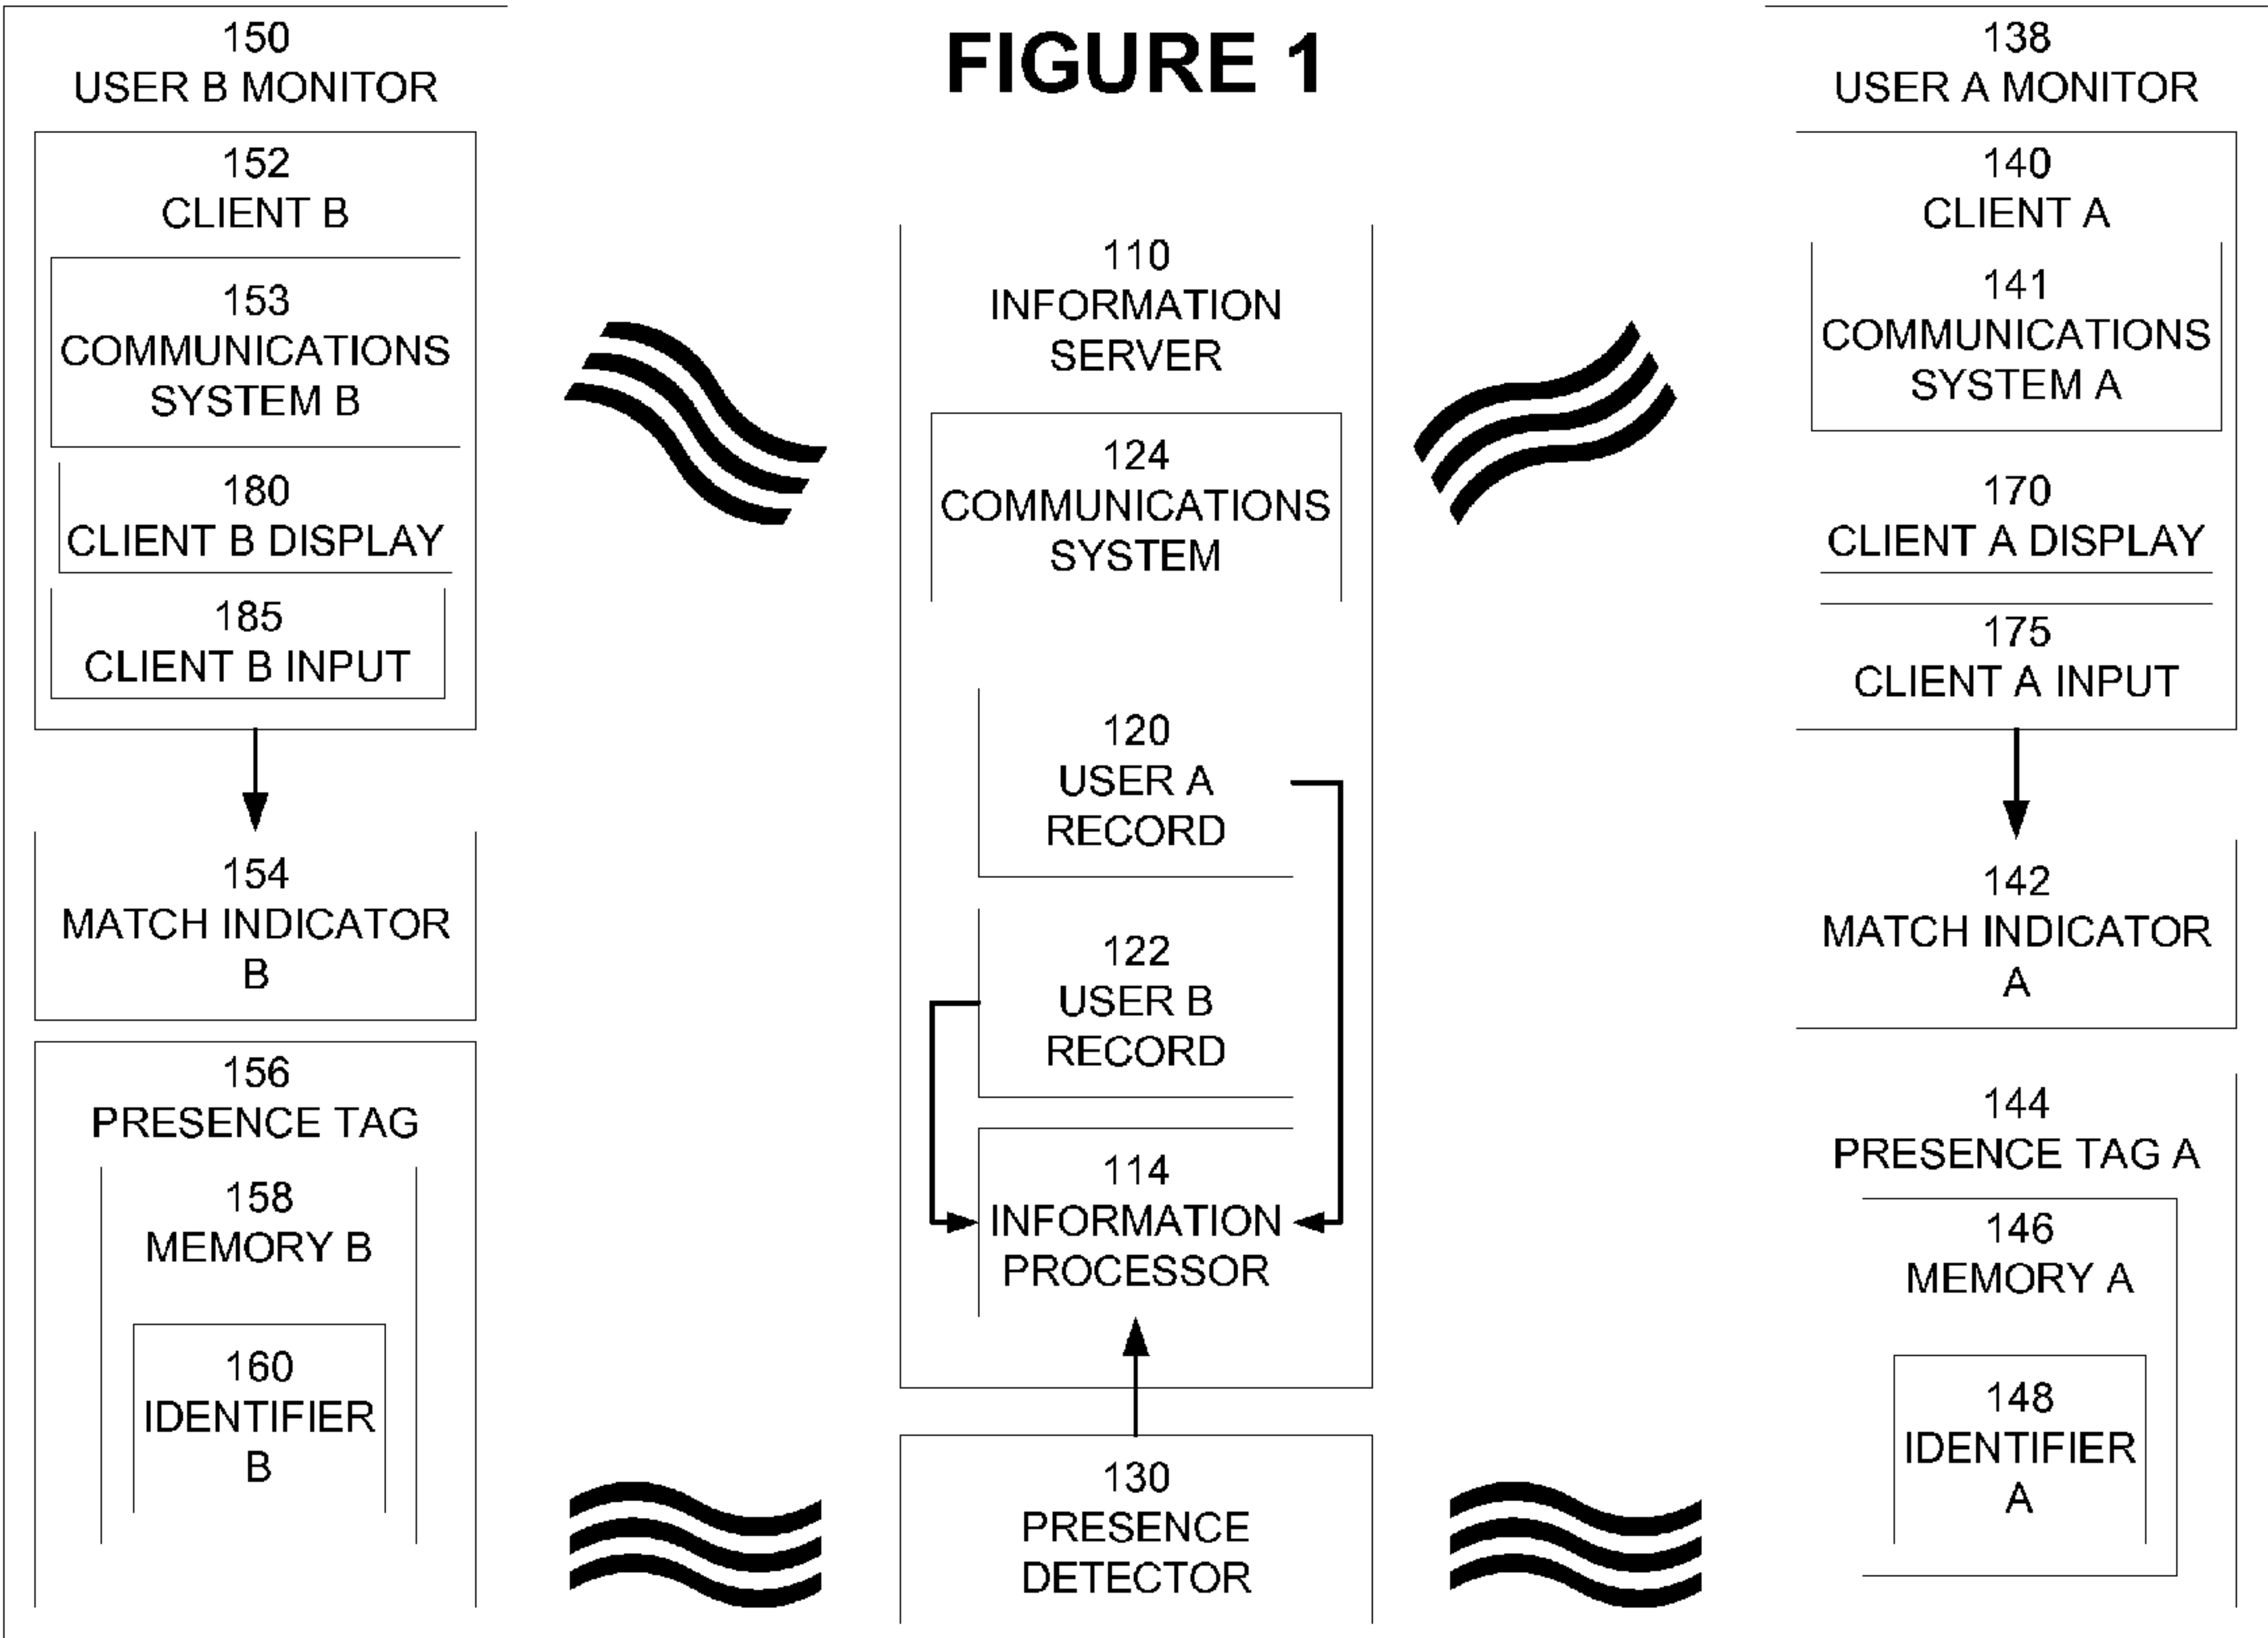 FIGURE 1
150
USER B MONITOR
152
CLIENT B
153
COMMUNICATIONS
SYSTEM B
180
CLIENT B DISPLAY
185
CLIENT B INPUT
154
MATCH INDICATOR
B
156
PRESENCE TAG
158
MEMORY B
160
IDENTIFIER
B
110
INFORMATION
SERVER
124
COMMUNICATIONS
SYSTEM
120
USER A
RECORD
122
USER B
RECORD
114
INFORMATION
PROCESSOR
130
PRESENCE
DETECTOR
138
USER A MONITOR
140
CLIENT A
141
COMMUNICATIONS
SYSTEM A
170
CLIENT A DISPLAY
175
CLIENT A INPUT
142
MATCH INDICATOR
A
144
PRESENCE TAG A
146
MEMORY A
148
IDENTIFIER
A